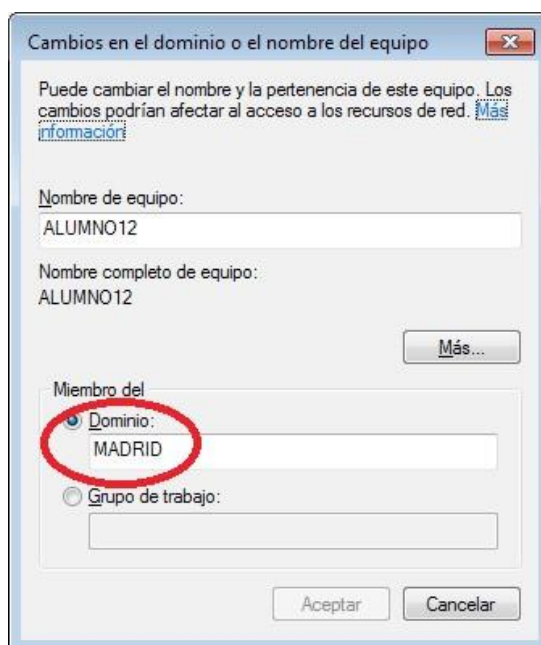 Cambios en el dominio o el nombre del equipo
Puede cambiar el nombre y la pertenencia de este equipo. Los
cambios podrían afectar al acceso a los recursos de red. Más
información
Nombre de equipo:
ALUMNO12
Nombre completo de equipo:
ALUMNO12
Más...
Miembro del
Dominio:
MADRID
Grupo de trabajo:
Aceptar Cancelar